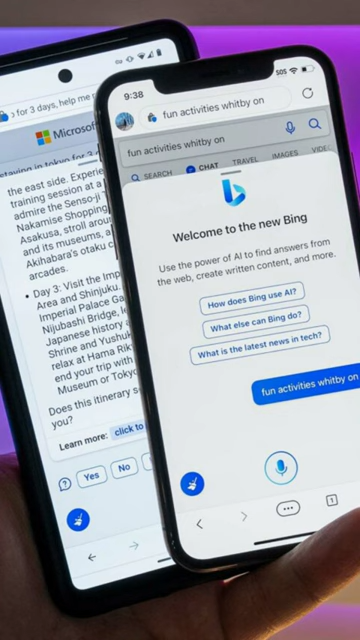 for 3 days, help me
Microsoft
staying in tokyo for 3
the east side. Experie
training session at a
admire the Senso-ji T
Nakamise Shopping
Asakusa, stroll arour
and its museums, a
Akihabara's otaku c
arcades.
• Day 3: Visit the Imp
Area and Shinjuku.
Imperial Palace Ga
Nijubashi Bridge, le
Japanese history a
Shrine and Yushuk
relax at Hama Rik
end your trip with
Museum or Tokyo
Does this itinerary s
you?
Learn more: click to
Yes No
9:38 SOS
fun activities whitby on
fun activities whitby on
SEARCH CHAT TRAVEL IMAGES VIDE
Welcome to the new Bing
Use the power of AI to find answers from
the web, create written content, and more.
How does Bing use AI?
What else can Bing do?
What is the latest news in tech?
fun activities whitby on
1